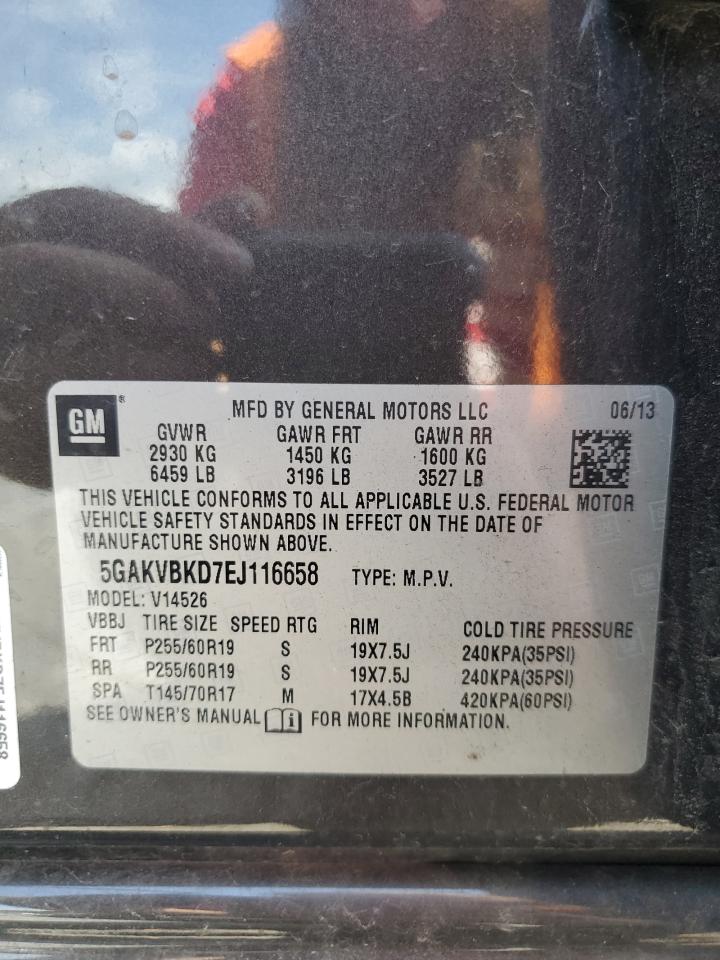 GM ®
MFD BY GENERAL MOTORS LLC 06/13
GVWR GAWR FRT GAWR RR
2930 KG 1450 KG 1600 KG
6459 LB 3196 LB 3527 LB
THIS VEHICLE CONFORMS TO ALL APPLICABLE U.S. FEDERAL MOTOR
VEHICLE SAFETY STANDARDS IN EFFECT ON THE DATE OF
MANUFACTURE SHOWN ABOVE.
5GAKVBKD7EJ116658 TYPE: M.P.V.
MODEL: V14526
VBBJ TIRE SIZE SPEED RTG RIM COLD TIRE PRESSURE
FRT P255/60R19 S 19X7.5J 240KPA(35PSI)
RR P255/60R19 S 19X7.5J 240KPA(35PSI)
SPA T145/70R17 M 17X4.5B 420KPA(60PSI)
SEE OWNER'S MANUAL i FOR MORE INFORMATION.